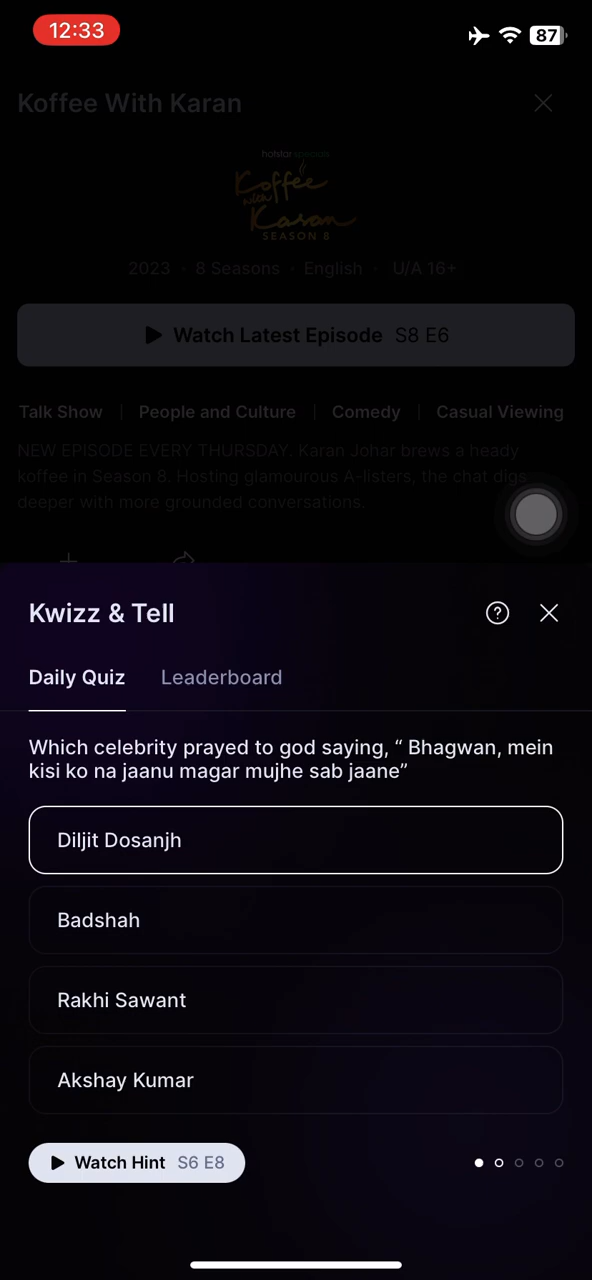 12:33
87
Koffee With Karan
hotstar specials
Koffee
with
Karan
SEASON 8
2023 • 8 Seasons • English • U/A 16+
Watch Latest Episode S8 E6
Talk Show | People and Culture | Comedy | Casual Viewing
NEW EPISODE EVERY THURSDAY. Karan Johar brews a heady
koffee in Season 8. Hosting glamourous A-listers, the chat digs
deeper with more grounded conversations.
Kwizz & Tell
?
Daily Quiz Leaderboard
Which celebrity prayed to god saying, “ Bhagwan, mein
kisi ko na jaanu magar mujhe sab jaane”
Diljit Dosanjh
Badshah
Rakhi Sawant
Akshay Kumar
Watch Hint S6 E8